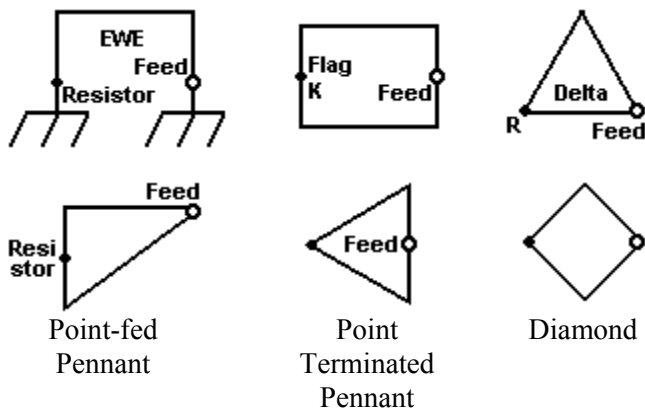 EWE
Feed
Resistor
Flag
K
Feed
Delta
R
Feed
Feed
Resi
stor
Feed
Point-fed
Pennant
Point
Terminated
Pennant
Diamond